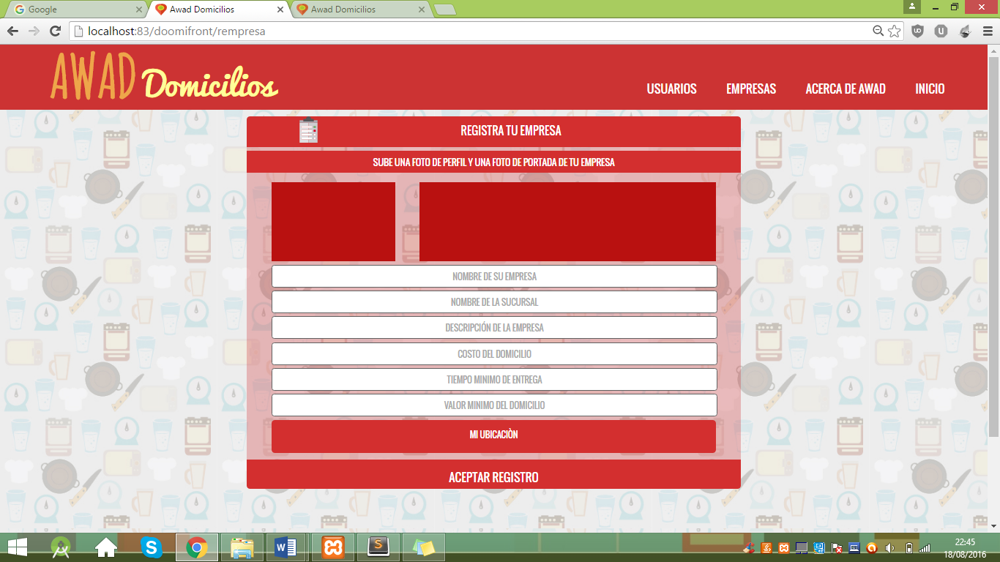 Google
Awad Domicilios
Awad Domicilios
localhost:83/doomifront/rempresa
AWAD Domicilios
USUARIOS EMPRESAS ACERCA DE AWAD INICIO
REGISTRA TU EMPRESA
SUBE UNA FOTO DE PERFIL Y UNA FOTO DE PORTADA DE TU EMPRESA
NOMBRE DE SU EMPRESA
NOMBRE DE LA SUCURSAL
DESCRIPCIÓN DE LA EMPRESA
COSTO DEL DOMICILIO
TIEMPO MINIMO DE ENTREGA
VALOR MINIMO DEL DOMICILIO
MI UBICACIÒN
ACEPTAR REGISTRO
22:45
18/08/2016